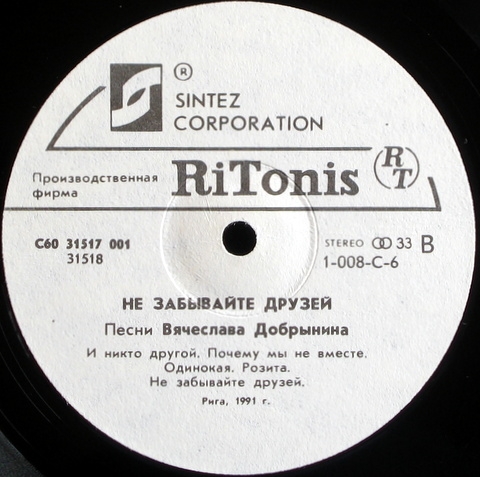 ®
SINTEZ
CORPORATION
Производственная
фирма
RiTonis
RT
С60 31517 001
31518
STEREO 33 B
1-008-C-6
НЕ ЗАБЫВАЙТЕ ДРУЗЕЙ
Песни Вячеслава Добрынина
И никто другой. Почему мы не вместе.
Одинокая. Розита.
Не забывайте друзей.
Рига, 1991 г.